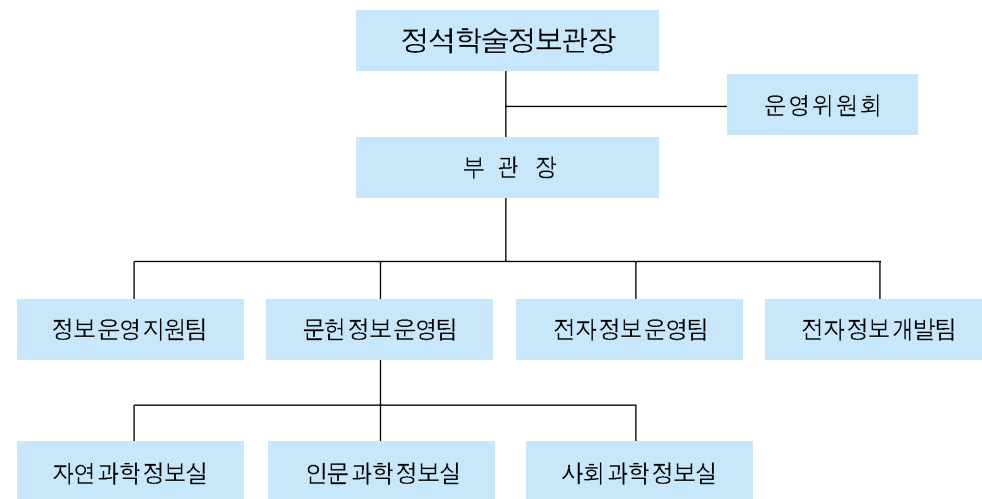 정석학술정보관장
운영위원회
부 관 장
정보운영지원팀
문헌정보운영팀
전자정보운영팀
전자정보개발팀
자연과학정보실
인문과학정보실
사회과학정보실